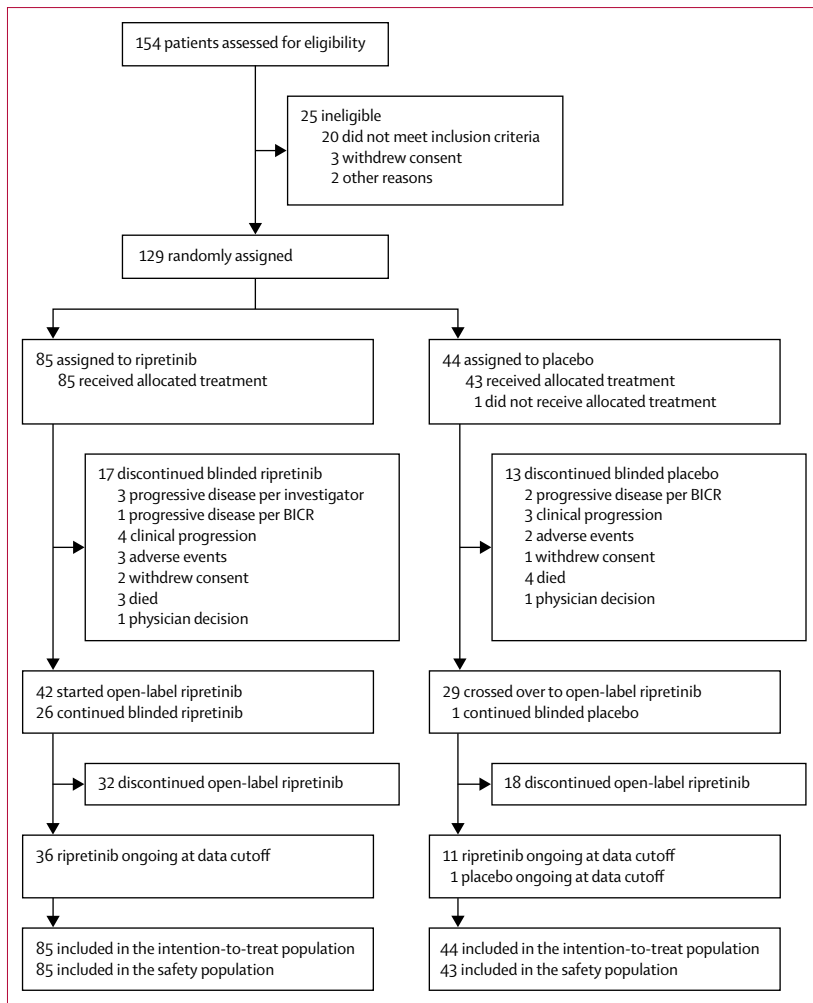 154 patients assessed for eligibility
25 ineligible
20 did not meet inclusion criteria
3 withdrew consent
2 other reasons
129 randomly assigned
85 assigned to ripretinib
85 received allocated treatment
44 assigned to placebo
43 received allocated treatment
1 did not receive allocated treatment
17 discontinued blinded ripretinib
3 progressive disease per investigator
1 progressive disease per BICR
4 clinical progression
3 adverse events
2 withdrew consent
3 died
1 physician decision
13 discontinued blinded placebo
2 progressive disease per BICR
3 clinical progression
2 adverse events
1 withdrew consent
4 died
1 physician decision
42 started open-label ripretinib
26 continued blinded ripretinib
29 crossed over to open-label ripretinib
1 continued blinded placebo
32 discontinued open-label ripretinib
18 discontinued open-label ripretinib
36 ripretinib ongoing at data cutoff
11 ripretinib ongoing at data cutoff
1 placebo ongoing at data cutoff
85 included in the intention-to-treat population
85 included in the safety population
44 included in the intention-to-treat population
43 included in the safety population